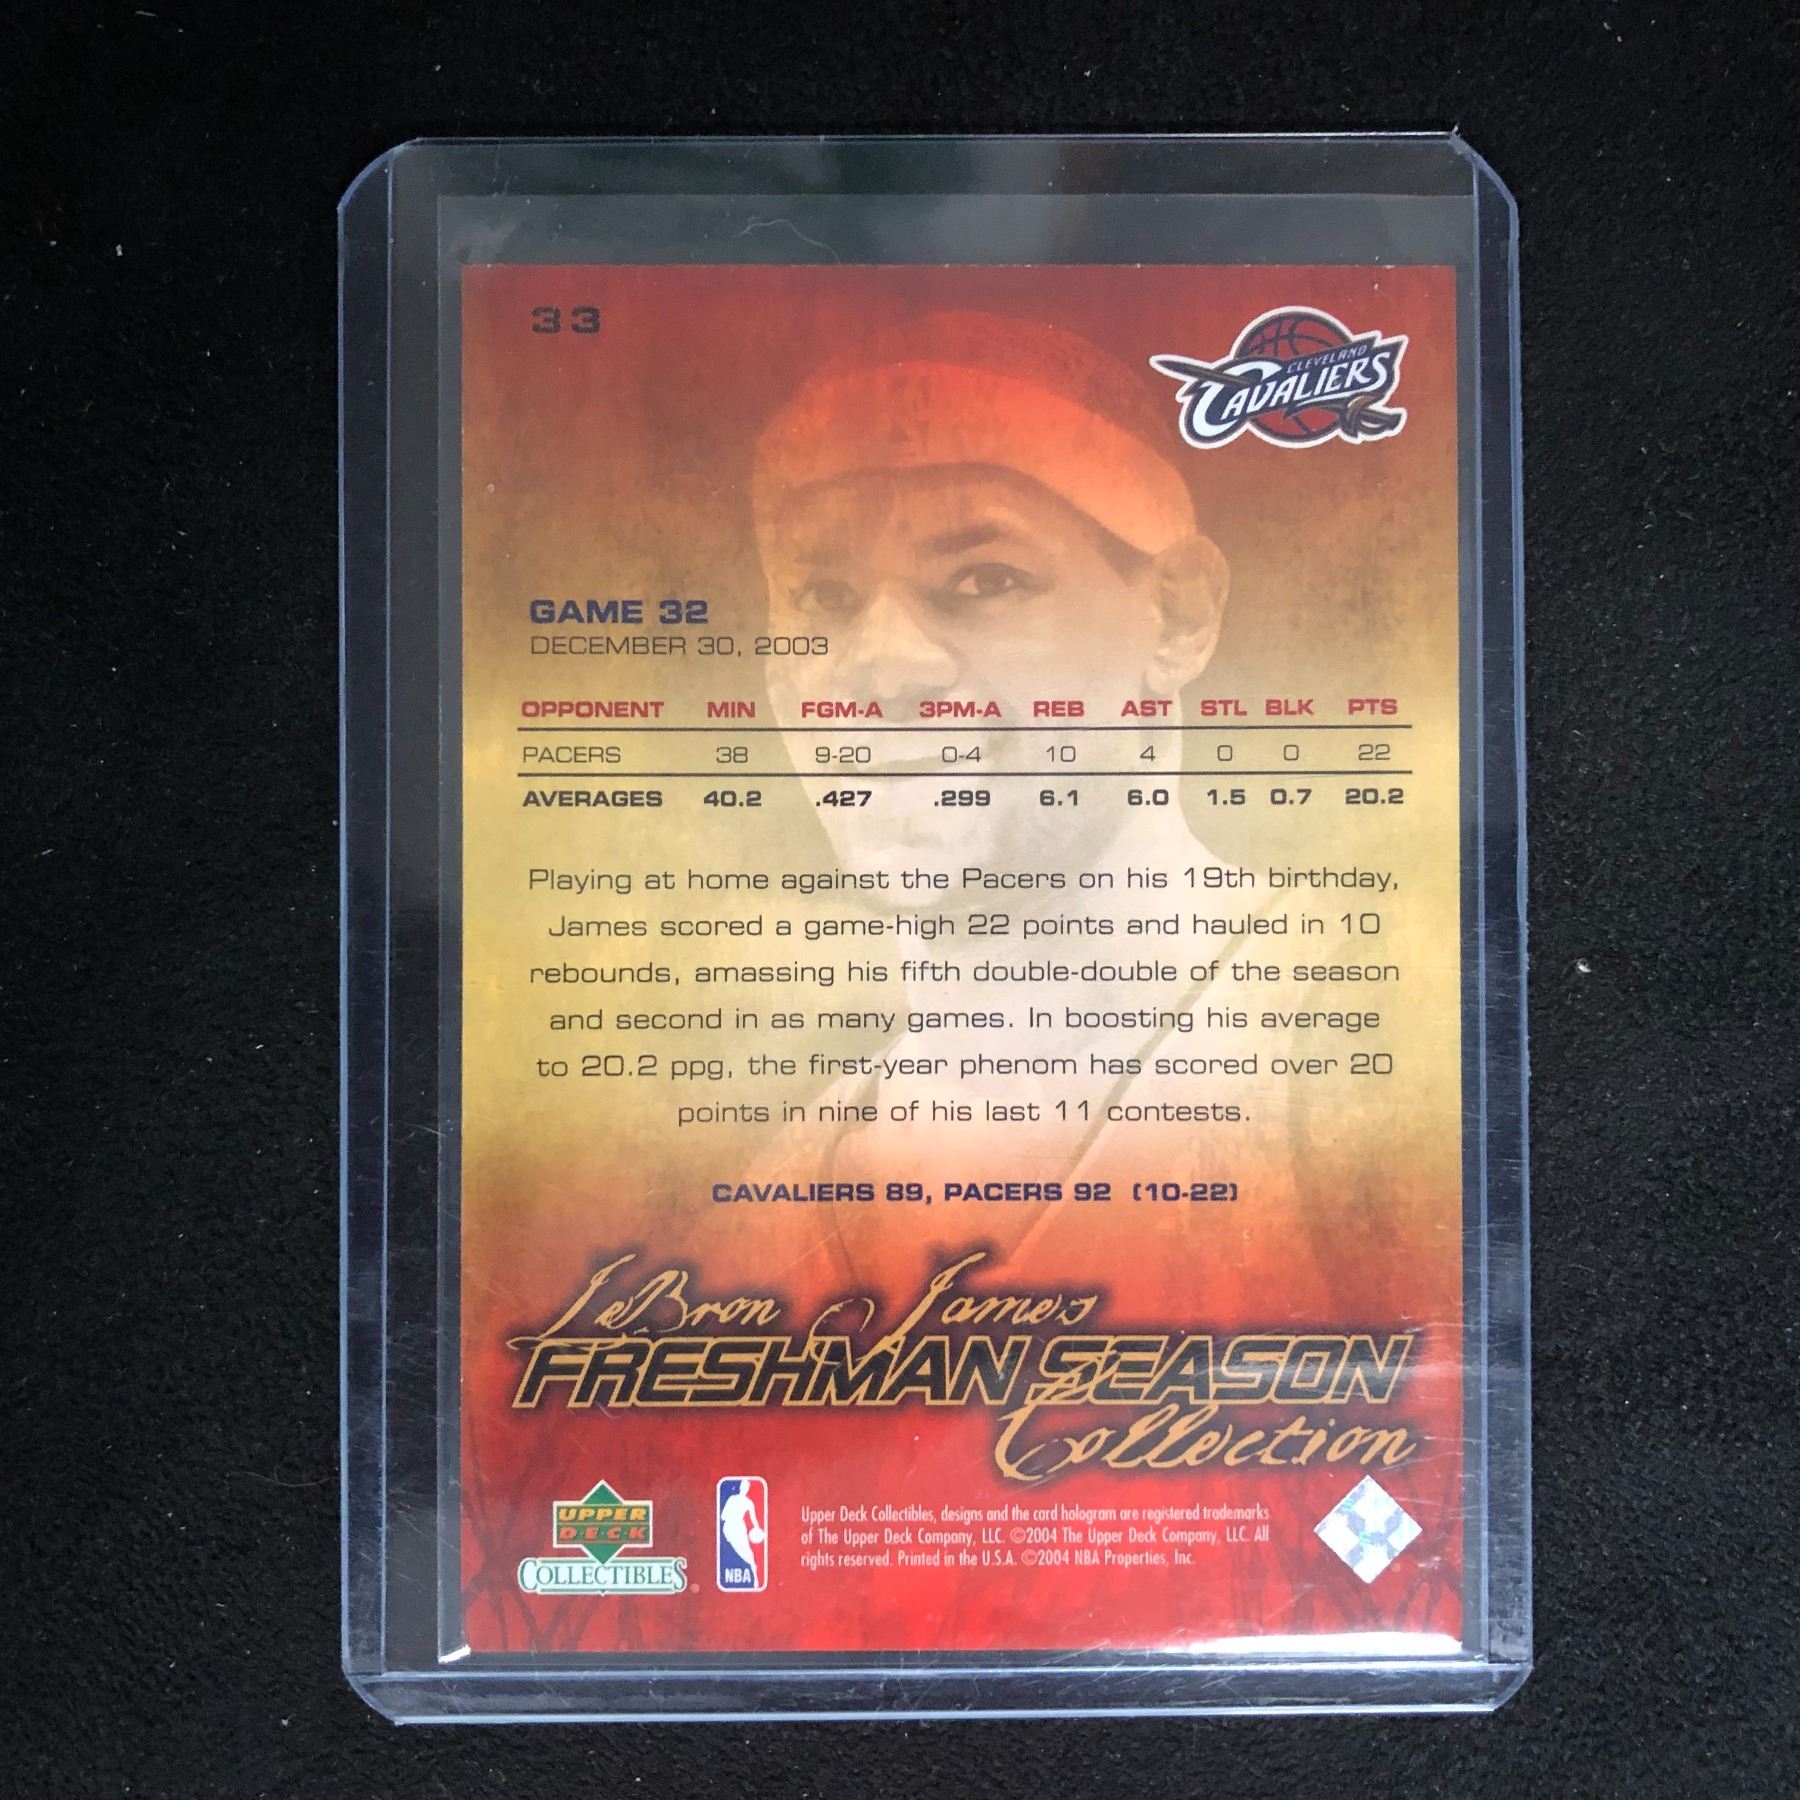 33
CLEVELAND
CAVALIERS
GAME 32
DECEMBER 30, 2003
OPPONENT MIN FGM-A 3PM-A REB AST STL BLK PTS
PACERS 38 9-20 0-4 10 4 0 0 22
AVERAGES 40.2 .427 .299 6.1 6.0 1.5 0.7 20.2
Playing at home against the Pacers on his 19th birthday,
James scored a game-high 22 points and hauled in 10
rebounds, amassing his fifth double-double of the season
and second in as many games. In boosting his average
to 20.2 ppg, the first-year phenom has scored over 20
points in nine of his last 11 contests.
CAVALIERS 89, PACERS 92 (10-22)
LeBron James
FRESHMAN SEASON
Collection
UPPER
DECK
COLLECTIBLES
NBA
Upper Deck Collectibles, designs and the card hologram are registered trademarks
of The Upper Deck Company, LLC. ©2004 The Upper Deck Company, LLC. All
rights reserved. Printed in the U.S.A. ©2004 NBA Properties, Inc.